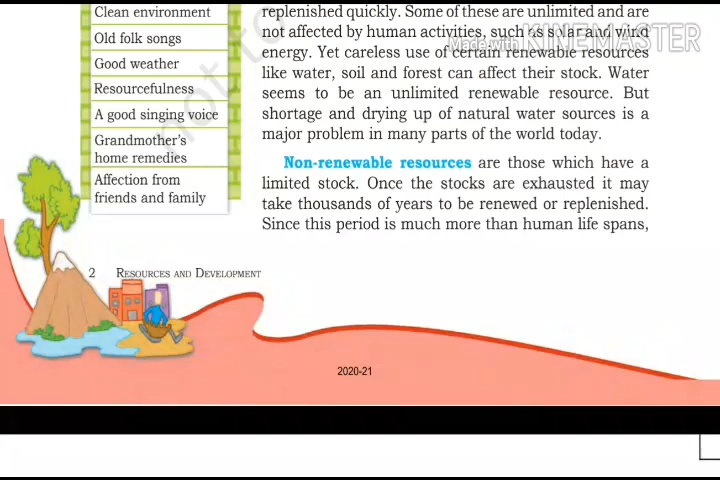 Clean environment
Old folk songs
Good weather
Resourcefulness
A good singing voice
Grandmother's
home remedies
Affection from
friends and family
replenished quickly. Some of these are unlimited and are
not affected by human activities, such as solar and wind
energy. Yet careless use of certain renewable resources
like water, soil and forest can affect their stock. Water
seems to be an unlimited renewable resource. But
shortage and drying up of natural water sources is a
major problem in many parts of the world today.
Non-renewable resources are those which have a
limited stock. Once the stocks are exhausted it may
take thousands of years to be renewed or replenished.
Since this period is much more than human life spans,
2 RESOURCES AND DEVELOPMENT
2020-21
Made with KINEMASTER
not to